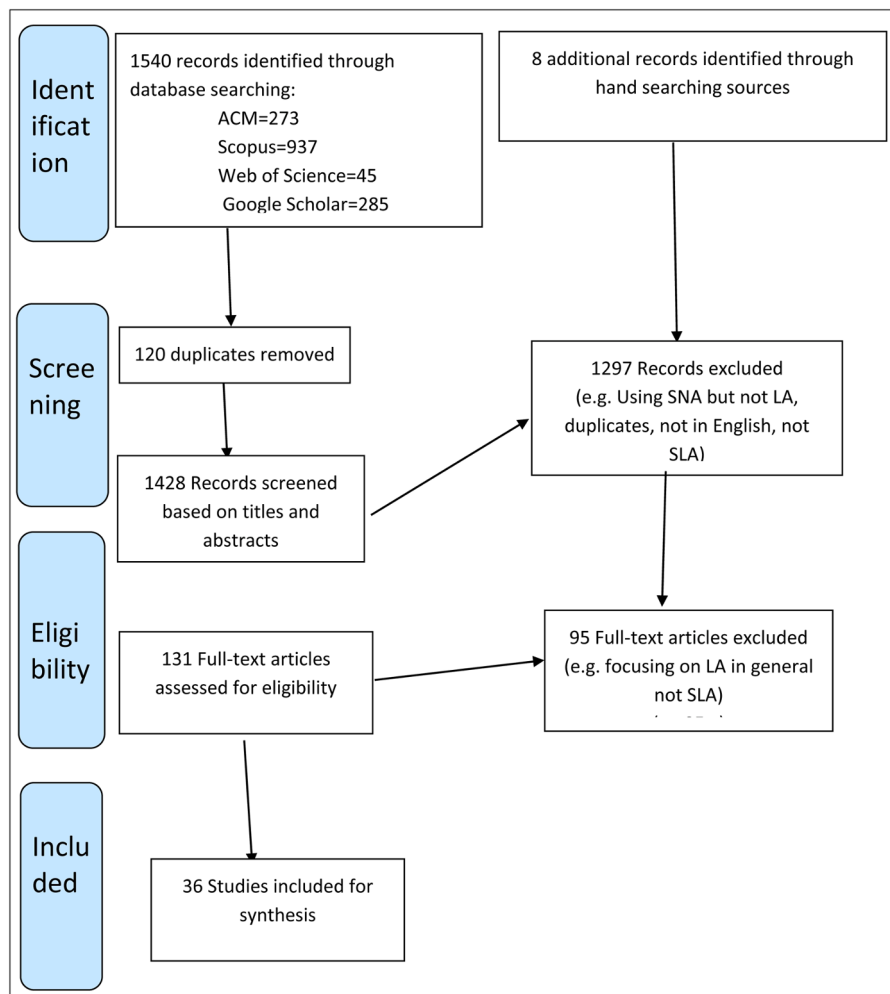 Ident
ificat
ion
1540 records identified through
database searching:
ACM=273
Scopus=937
Web of Science=45
Google Scholar=285
8 additional records identified through
hand searching sources
Scree
ning
120 duplicates removed
1428 Records screened
based on titles and
abstracts
1297 Records excluded
(e.g. Using SNA but not LA,
duplicates, not in English, not
SLA)
Eligi
bility
131 Full-text articles
assessed for eligibility
95 Full-text articles excluded
(e.g. focusing on LA in general
not SLA)
Inclu
ded
36 Studies included for
synthesis